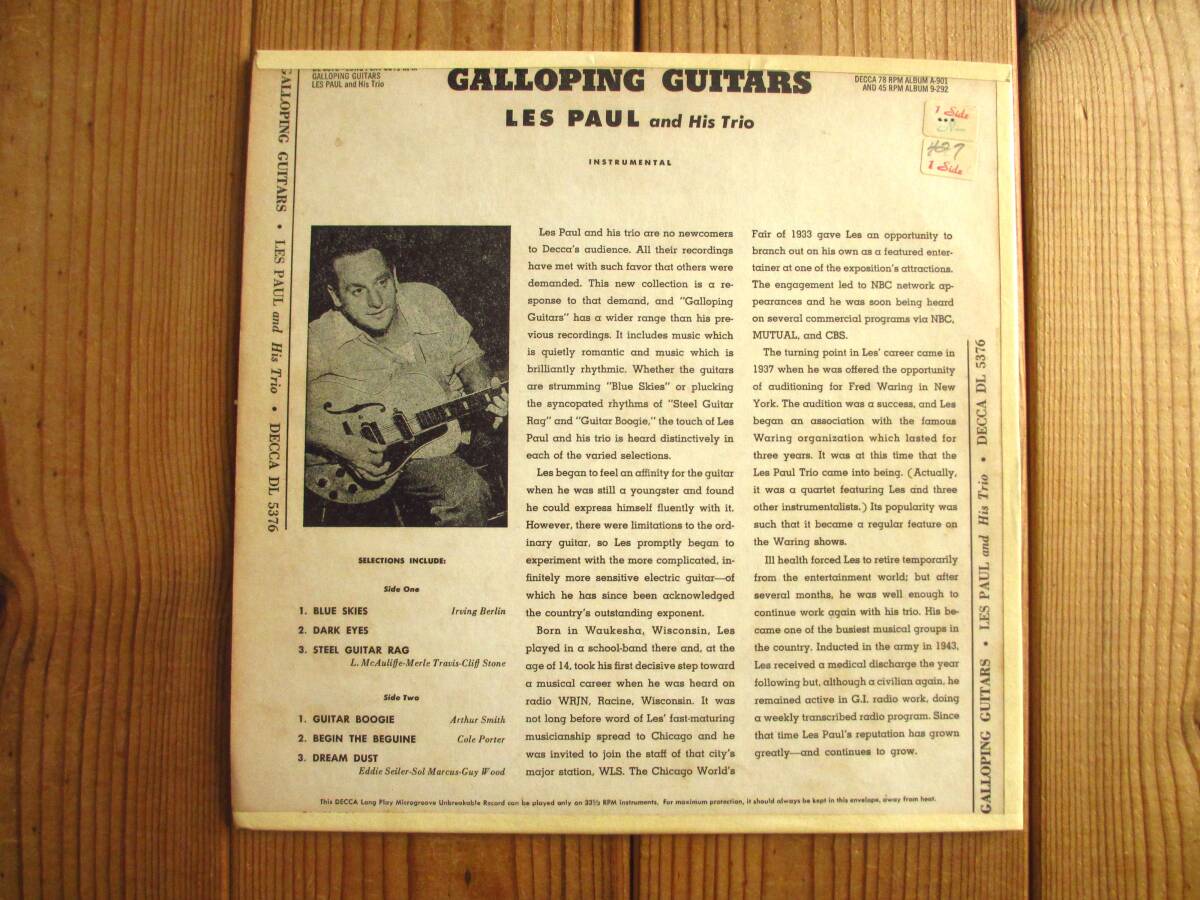 GALLOPING GUITARS
LES PAUL and His Trio
GALLOPING GUITARS
DECCA 78 RPM ALBUM A-901
AND 45 RPM ALBUM 9-292
LES PAUL and His Trio
INSTRUMENTAL
1 Side
1 Side
GALLOPING GUITARS • LES PAUL and His Trio • DECCA DL 5376
SELECTIONS INCLUDE:
Side One
1. BLUE SKIES Irving Berlin
2. DARK EYES
3. STEEL GUITAR RAG
L. McAuliffe-Merle Travis-Cliff Stone
Side Two
1. GUITAR BOOGIE Arthur Smith
2. BEGIN THE BEGUINE Cole Porter
3. DREAM DUST
Eddie Seiler-Sol Marcus-Guy Wood
Les Paul and his trio are no newcomers
to Decca's audience. All their recordings
have met with such favor that others were
demanded. This new collection is a re-
sponse to that demand, and "Galloping
Guitars" has a wider range than his pre-
vious recordings. It includes music which
is quietly romantic and music which is
brilliantly rhythmic. Whether the guitars
are strumming "Blue Skies" or plucking
the syncopated rhythms of "Steel Guitar
Rag" and "Guitar Boogie," the touch of Les
Paul and his trio is heard distinctively in
each of the varied selections.
Les began to feel an affinity for the guitar
when he was still a youngster and found
he could express himself fluently with it.
However, there were limitations to the ord-
inary guitar, so Les promptly began to
experiment with the more complicated, in-
finitely more sensitive electric guitar—of
which he has since been acknowledged
the country's outstanding exponent.
Born in Waukesha, Wisconsin, Les
played in a school-band there and, at the
age of 14, took his first decisive step toward
a musical career when he was heard on
radio WRJN, Racine, Wisconsin. It was
not long before word of Les' fast-maturing
musicianship spread to Chicago and he
was invited to join the staff of that city's
major station, WLS. The Chicago World's
Fair of 1933 gave Les an opportunity to
branch out on his own as a featured enter-
tainer at one of the exposition's attractions.
The engagement led to NBC network ap-
pearances and he was soon being heard
on several commercial programs via NBC,
MUTUAL, and CBS.
The turning point in Les' career came in
1937 when he was offered the opportunity
of auditioning for Fred Waring in New
York. The audition was a success, and Les
began an association with the famous
Waring organization which lasted for
three years. It was at this time that the
Les Paul Trio came into being. (Actually,
it was a quartet featuring Les and three
other instrumentalists.) Its popularity was
such that it became a regular feature on
the Waring shows.
Ill health forced Les to retire temporarily
from the entertainment world; but after
several months, he was well enough to
continue work again with his trio. His be-
came one of the busiest musical groups in
the country. Inducted in the army in 1943,
Les received a medical discharge the year
following but, although a civilian again, he
remained active in G.I. radio work, doing
a weekly transcribed radio program. Since
that time Les Paul's reputation has grown
greatly—and continues to grow.
GALLOPING GUITARS • LES PAUL and His Trio • DECCA DL 5376
This DECCA Long Play Microgroove Unbreakable Record can be played only on 33⅓ RPM instruments. For maximum protection, it should always be kept in this envelope, away from heat.